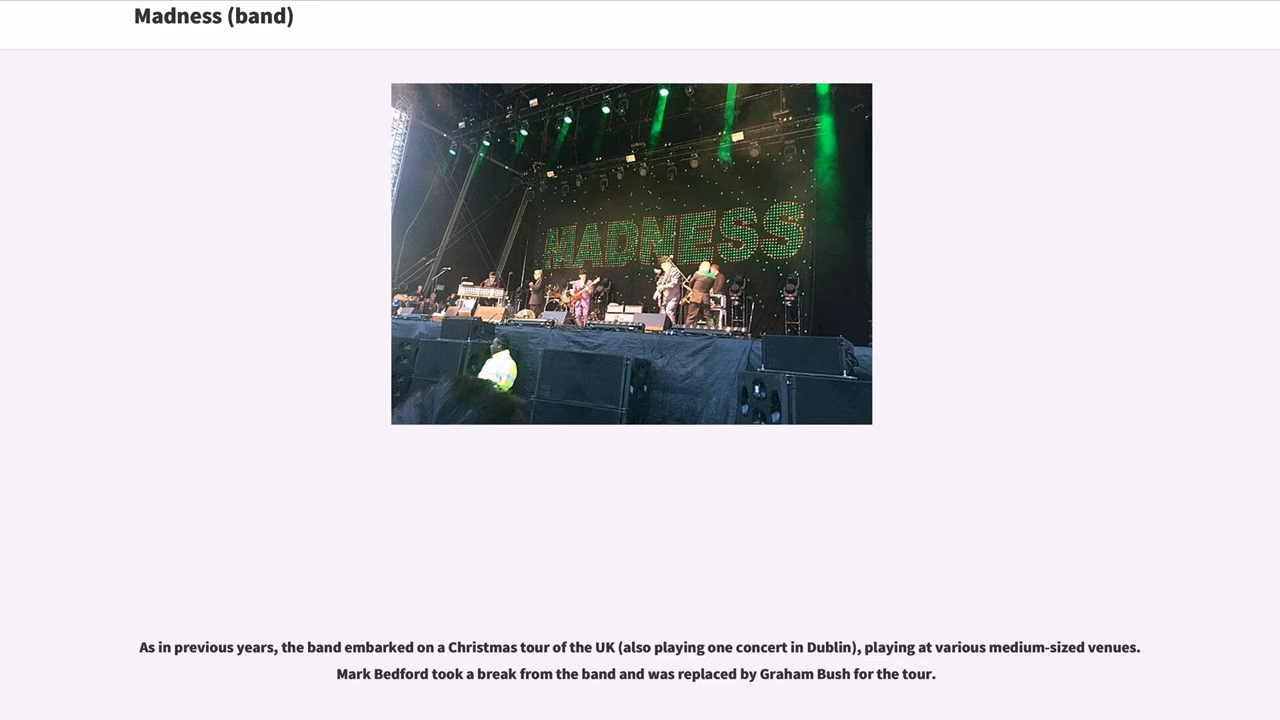 Madness (band)
MADNESS
As in previous years, the band embarked on a Christmas tour of the UK (also playing one concert in Dublin), playing at various medium-sized venues.
Mark Bedford took a break from the band and was replaced by Graham Bush for the tour.